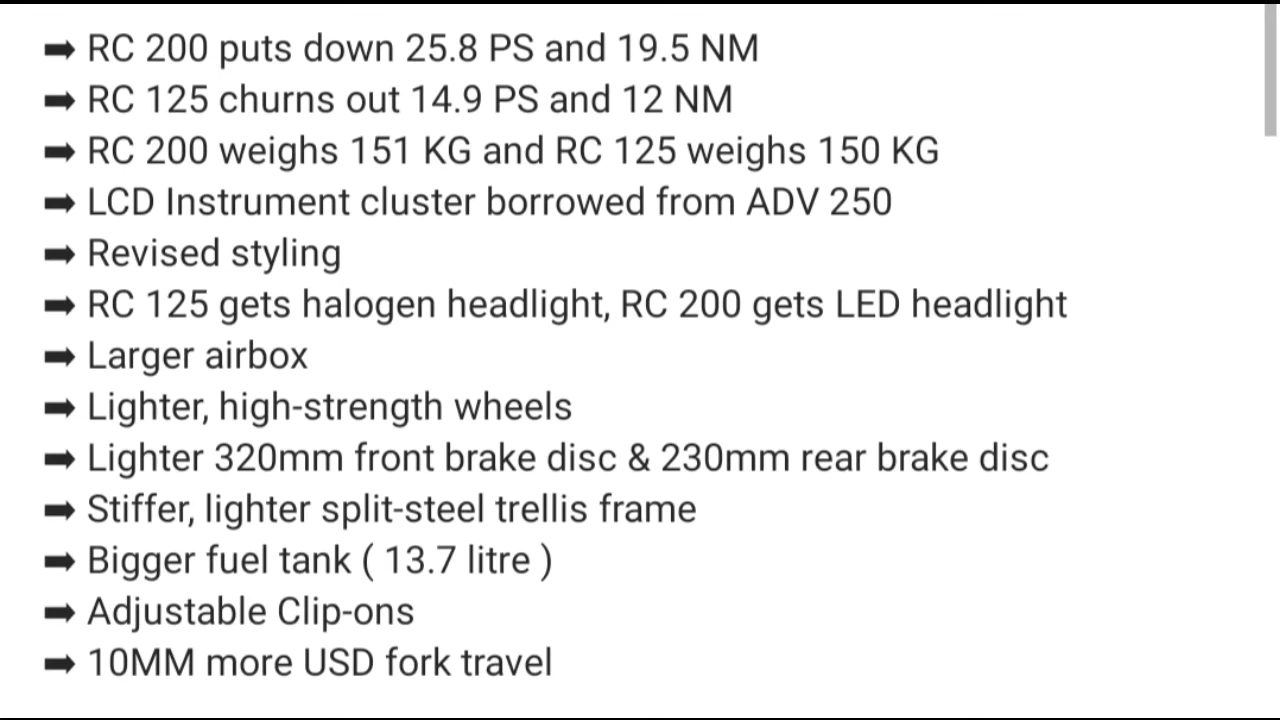 ➡ RC 200 puts down 25.8 PS and 19.5 NM
➡ RC 125 churns out 14.9 PS and 12 NM
➡ RC 200 weighs 151 KG and RC 125 weighs 150 KG
➡ LCD Instrument cluster borrowed from ADV 250
➡ Revised styling
➡ RC 125 gets halogen headlight, RC 200 gets LED headlight
➡ Larger airbox
➡ Lighter, high-strength wheels
➡ Lighter 320mm front brake disc & 230mm rear brake disc
➡ Stiffer, lighter split-steel trellis frame
➡ Bigger fuel tank ( 13.7 litre )
➡ Adjustable Clip-ons
➡ 10MM more USD fork travel